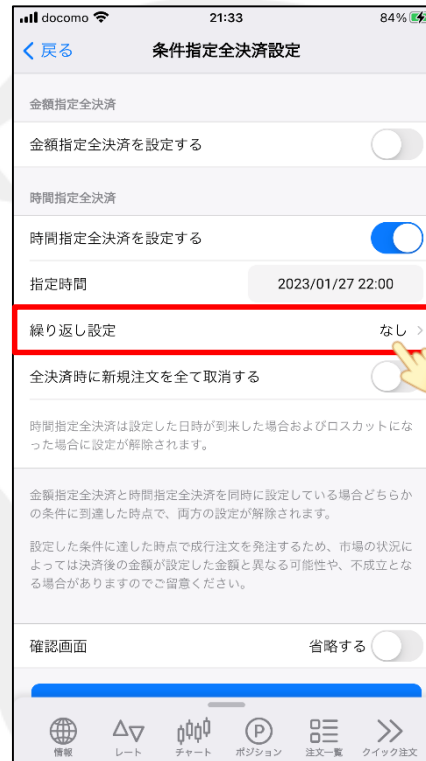 docomo 21:33 84%
戻る 条件指定全決済設定
金額指定全決済
金額指定全決済を設定する
時間指定全決済
時間指定全決済を設定する
指定時間 2023/01/27 22:00
繰り返し設定 なし
全決済時に新規注文を全て取消する
時間指定全決済は設定した日時が到来した場合およびロスカットにな
った場合に設定が解除されます。
金額指定全決済と時間指定全決済を同時に設定している場合どちらか
の条件に到達した時点で、両方の設定が解除されます。
設定した条件に達した時点で成行注文を発注するため、市場の状況に
よっては決済後の金額が設定した金額と異なる可能性や、不成立とな
る場合がありますのでご留意ください。
確認画面 省略する
情報 レート チャート ポジション 注文一覧 クイック注文